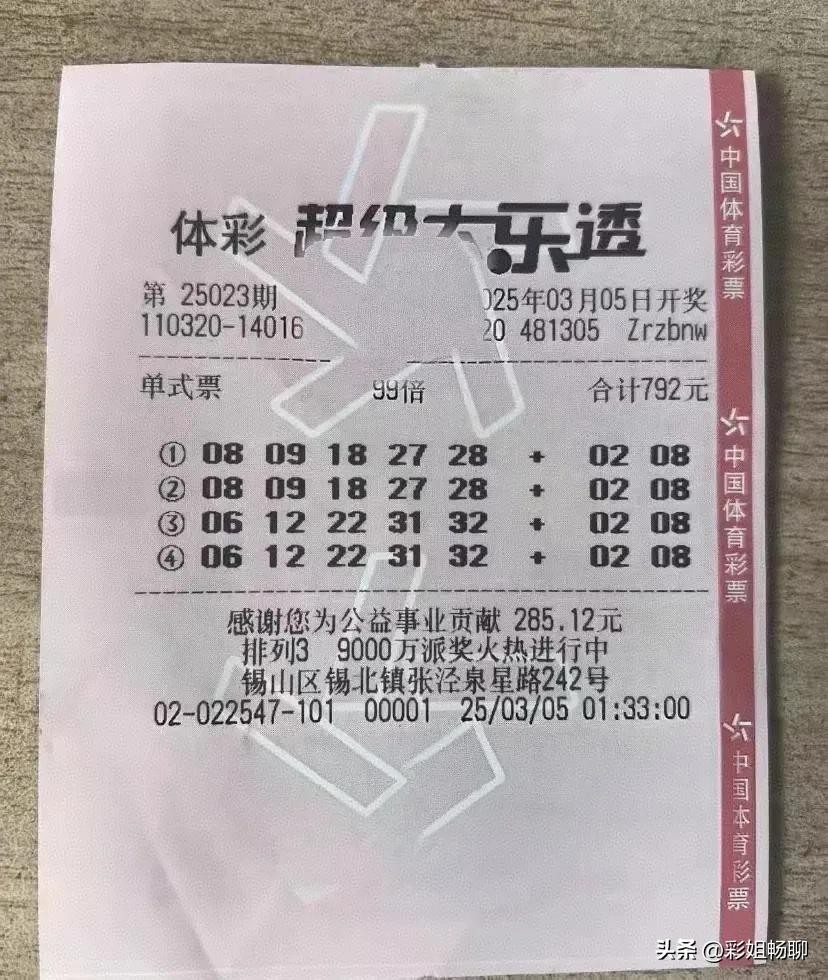 体彩 超级大乐透
第 25023期 025年03月05日开奖
110320-14016 20 481305 Zrzbnw
单式票 99倍 合计792元
① 08 09 18 27 28 + 02 08
② 08 09 18 27 28 + 02 08
③ 06 12 22 31 32 + 02 08
④ 06 12 22 31 32 + 02 08
感谢您为公益事业贡献 285.12元
排列3 9000万派奖火热进行中
锡山区锡北镇张泾泉星路242号
02-022547-101 00001 25/03/05 01:33:00
中国体育彩票
中国体育彩票
中国体育彩票
头条 @彩姐畅聊